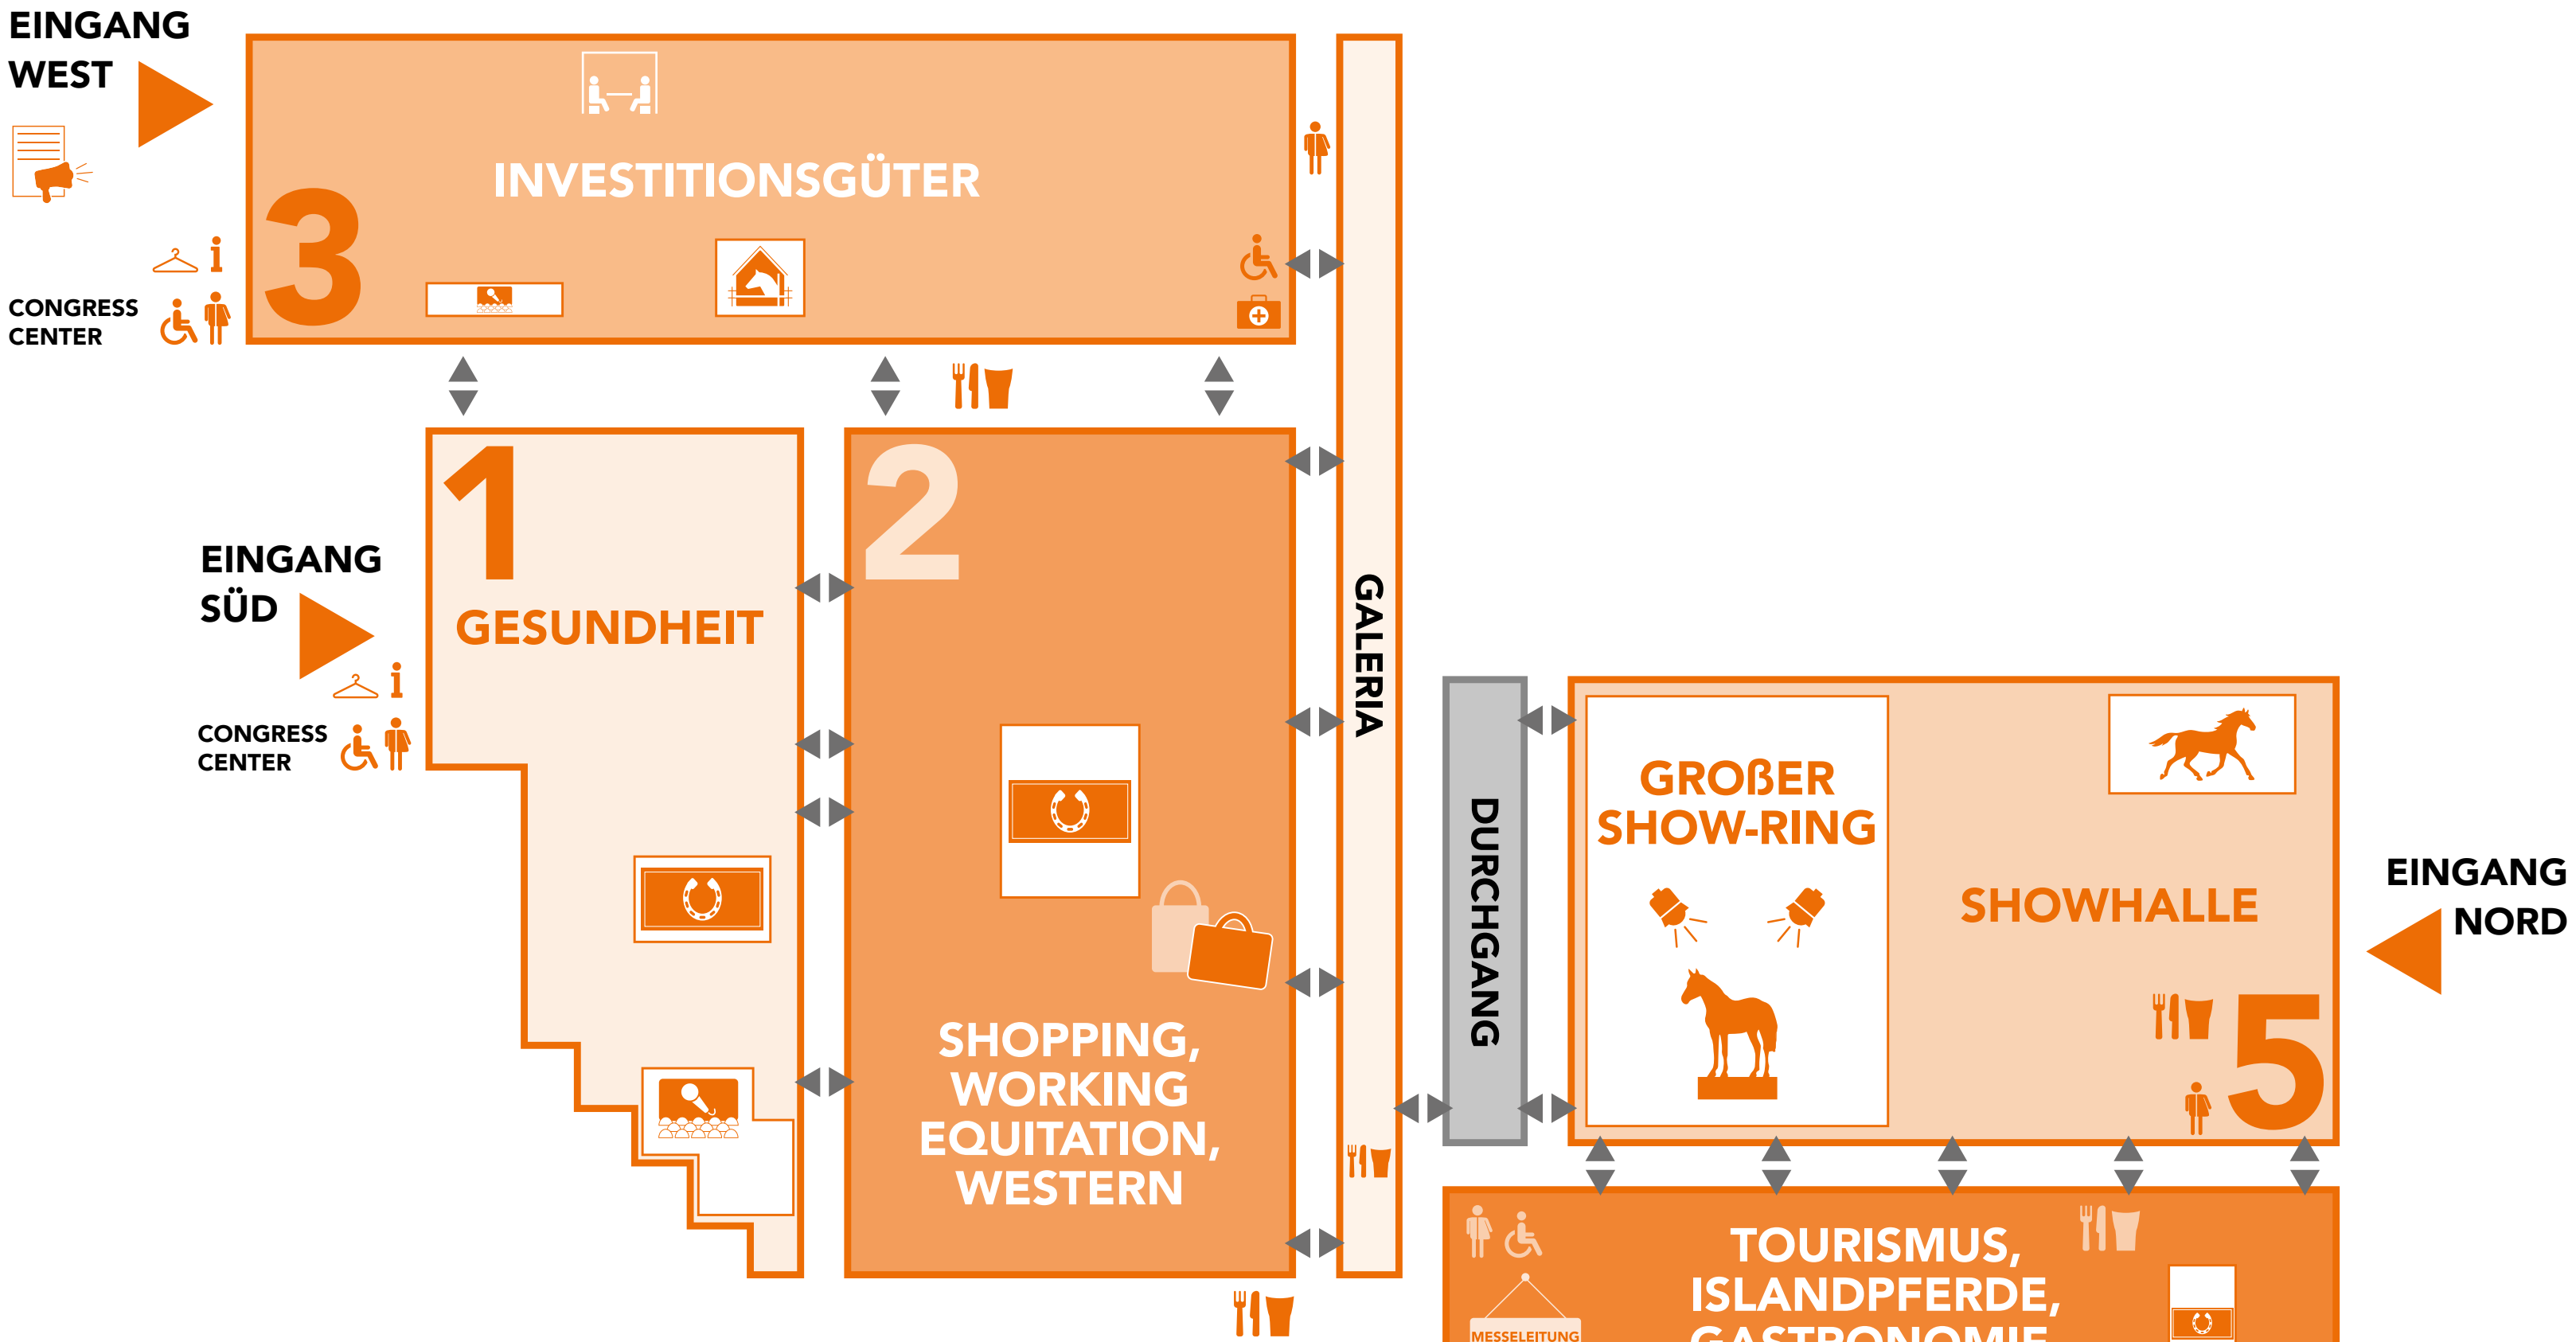 EINGANG
WEST
INVESTITIONSGÜTER
3
CONGRESS
CENTER
1
GESUNDHEIT
EINGANG
SÜD
CONGRESS
CENTER
2
SHOPPING,
WORKING
EQUITATION,
WESTERN
GALERIA
DURCHGANG
GROßER
SHOW-RING
SHOWHALLE
5
EINGANG
NORD
TOURISMUS,
ISLANDPFERDE,
GASTRONOMIE
MESSELEITUNG